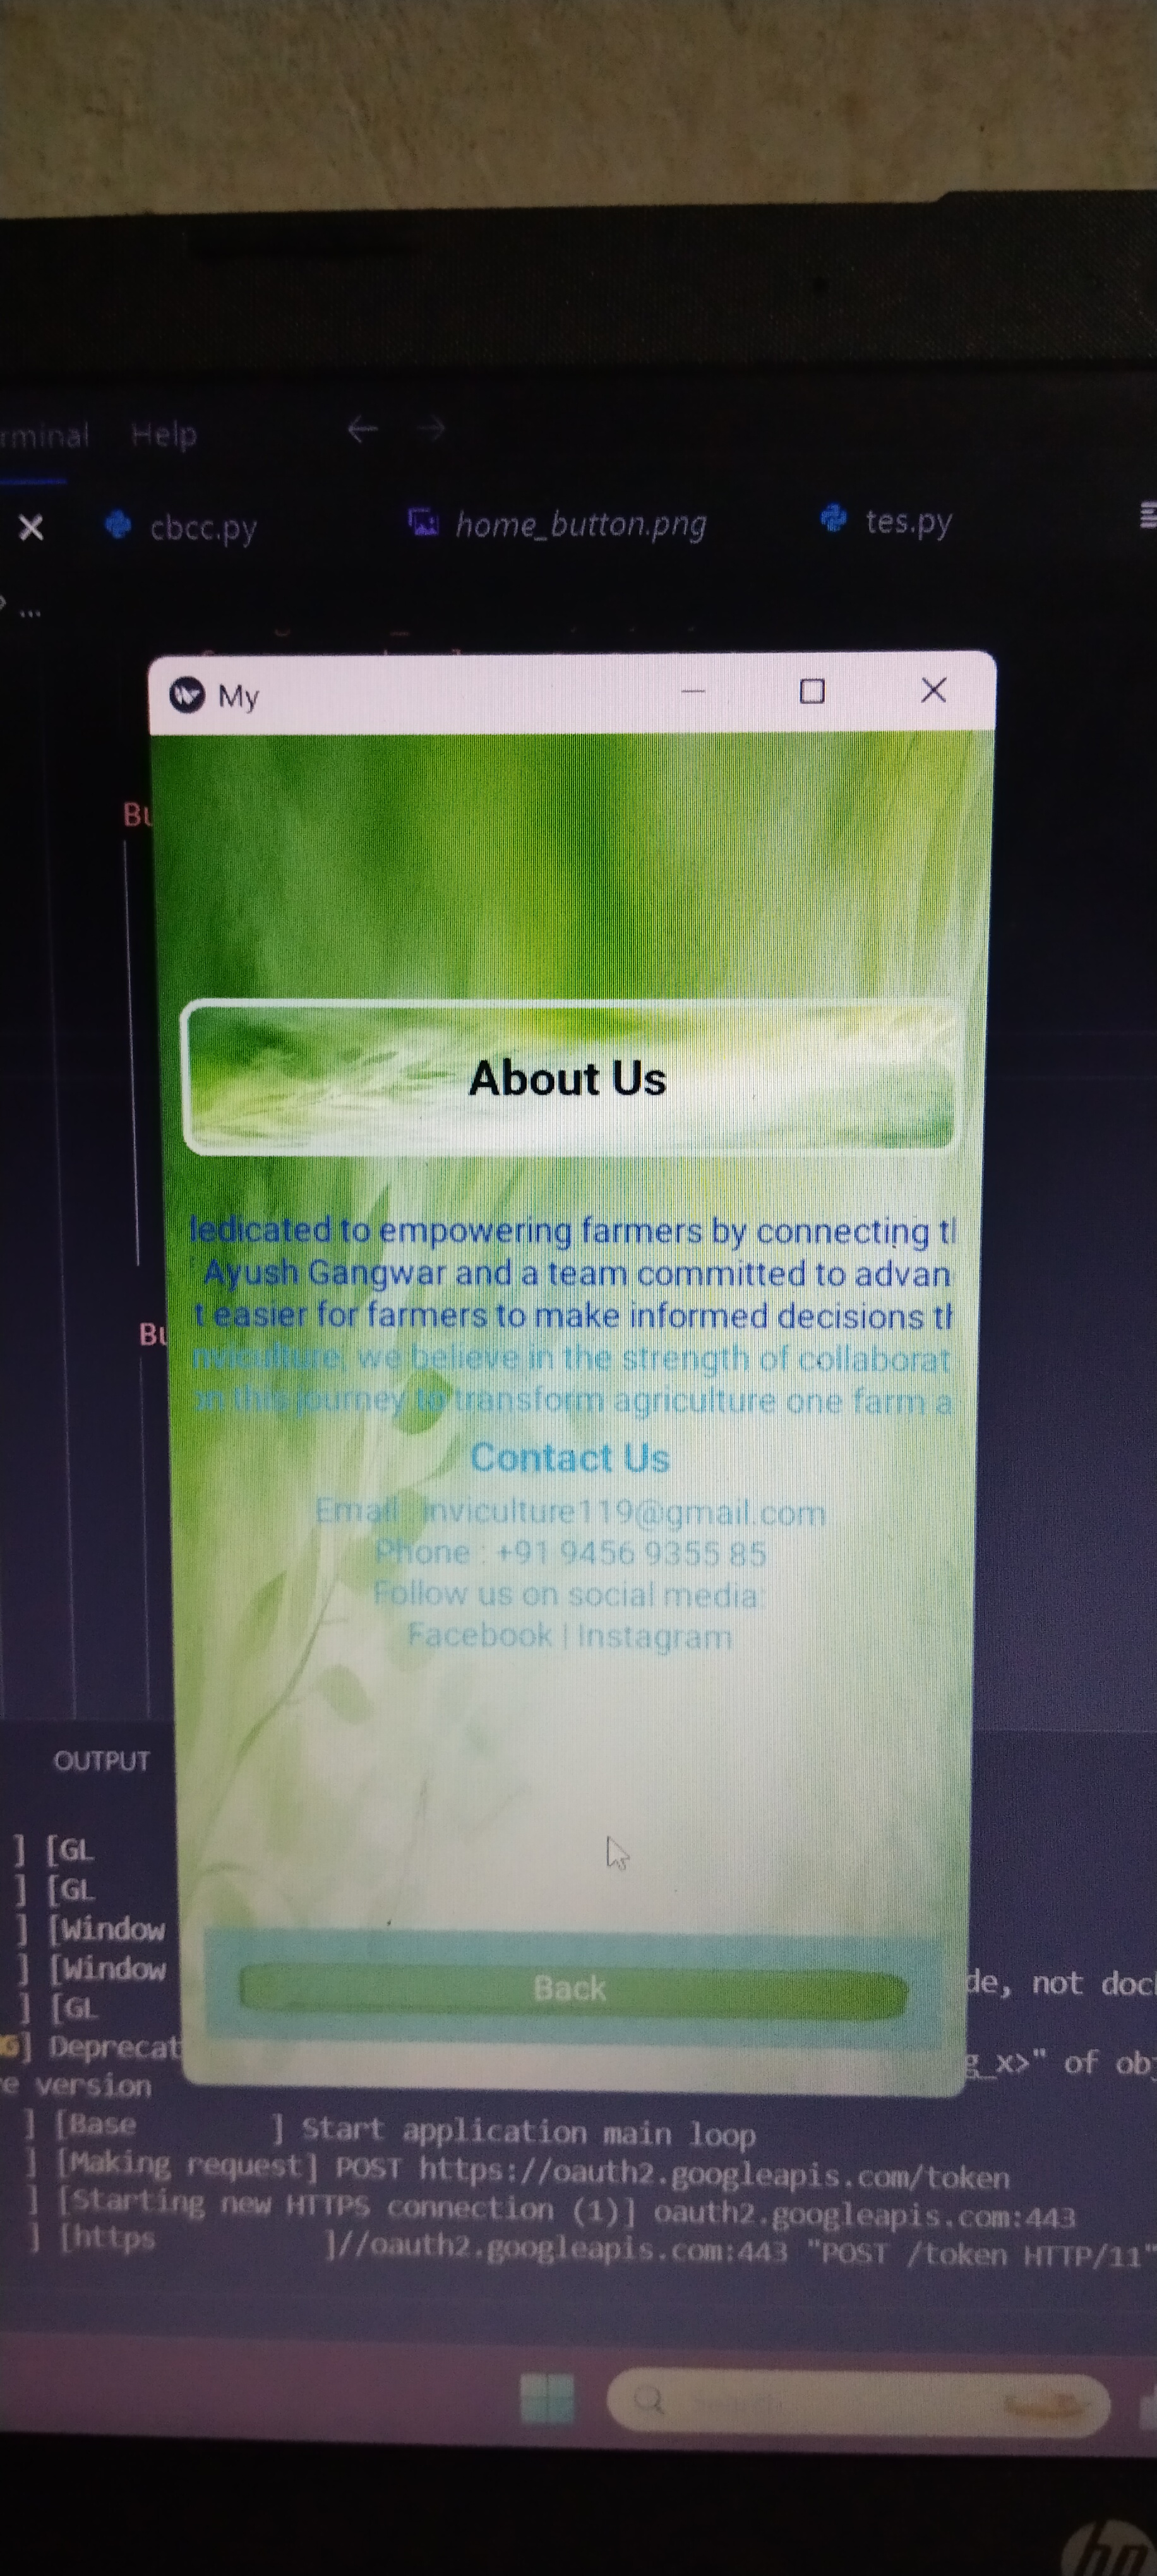 rminal Help
cbcc.py home_button.png tes.py
...
My
Bu
About Us
ledicated to empowering farmers by connecting tl
Ayush Gangwar and a team committed to advan
t easier for farmers to make informed decisions th
Bu
nviculture, we believe in the strength of collaborat
on this journey to transform agriculture one farm a
Contact Us
Email : inviculture119@gmail.com
Phone : +91 9456 9355 85
Follow us on social media:
Facebook | Instagram
OUTPUT
] [GL
] [GL
] [Window
] [Window de, not doc
] [GL
Back
G] Deprecat g_x>" of obj
e version
] [Base ] Start application main loop
] [Making request] POST https://oauth2.googleapis.com/token
] [Starting new HTTPS connection (1)] oauth2.googleapis.com:443
] [https ]//oauth2.googleapis.com:443 "POST /token HTTP/11"
hp